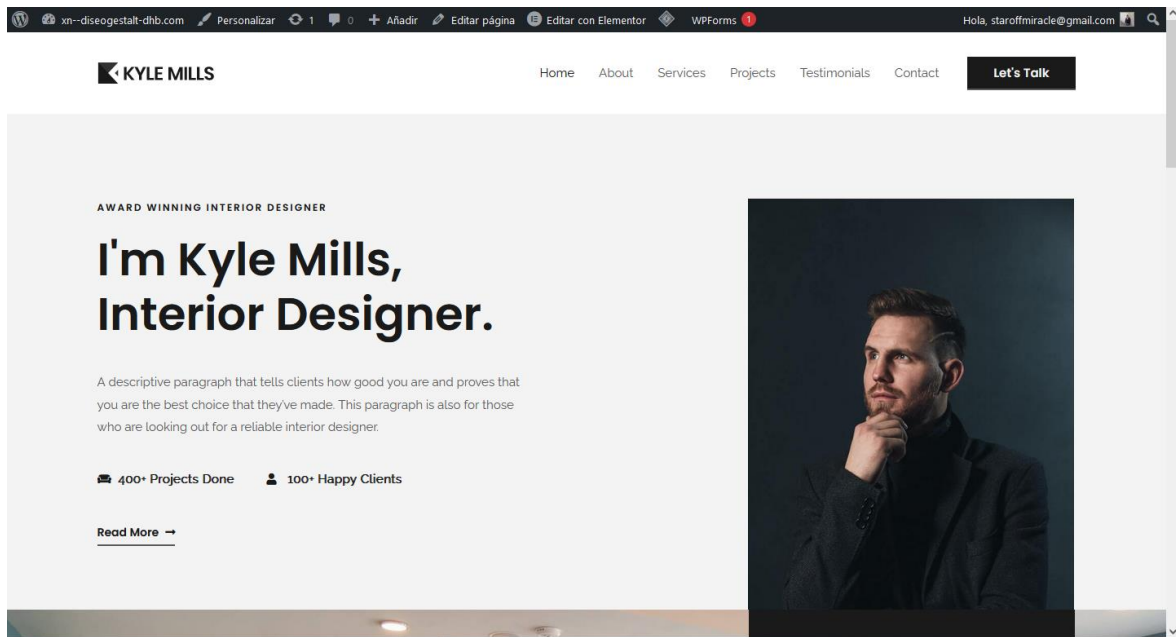 xn--diseogestalt-dhb.com Personalizar 1 0 + Añadir Editar página Editar con Elementor WPForms 1 Hola, staroffmiracle@gmail.com
KYLE MILLS
Home About Services Projects Testimonials Contact Let's Talk
AWARD WINNING INTERIOR DESIGNER
I'm Kyle Mills,
Interior Designer.
A descriptive paragraph that tells clients how good you are and proves that
you are the best choice that they've made. This paragraph is also for those
who are looking out for a reliable interior designer.
400+ Projects Done 100+ Happy Clients
Read More →